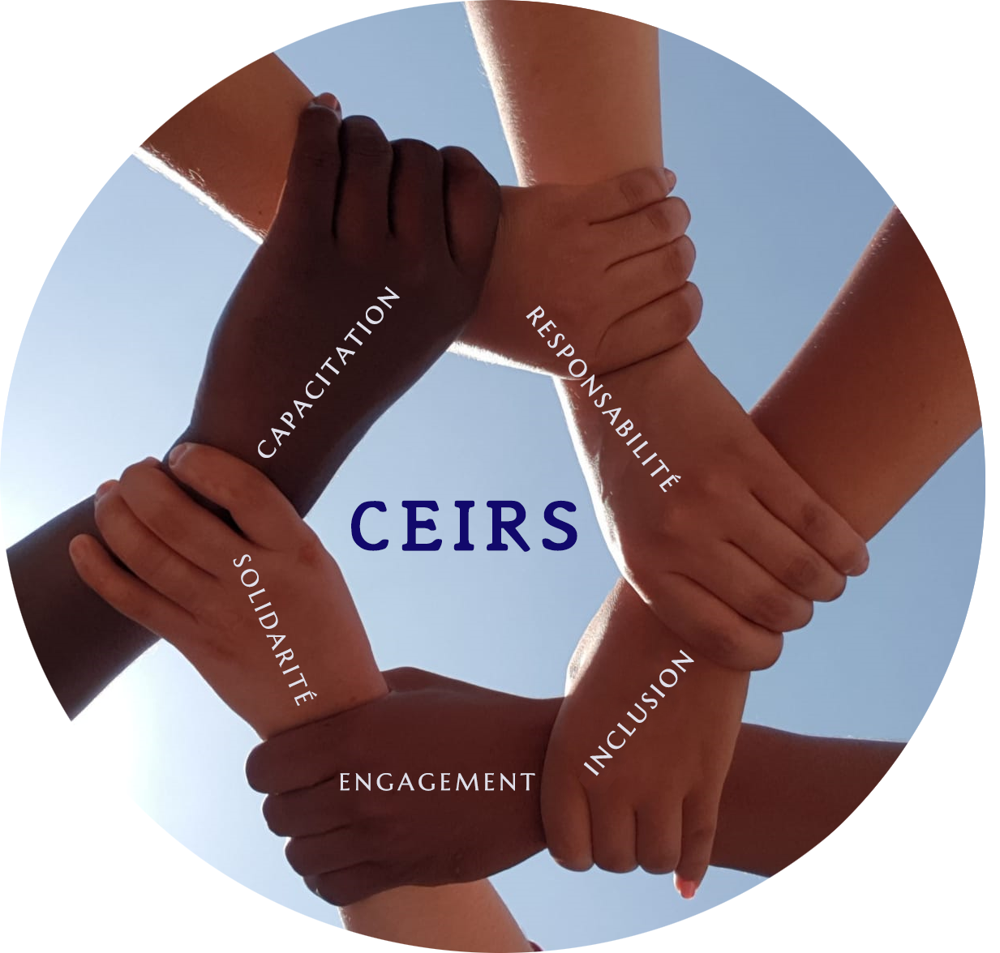 CAPACITATION
RESPONSABILITÉ
CEIRS
SOLIDARITÉ
INCLUSION
ENGAGEMENT